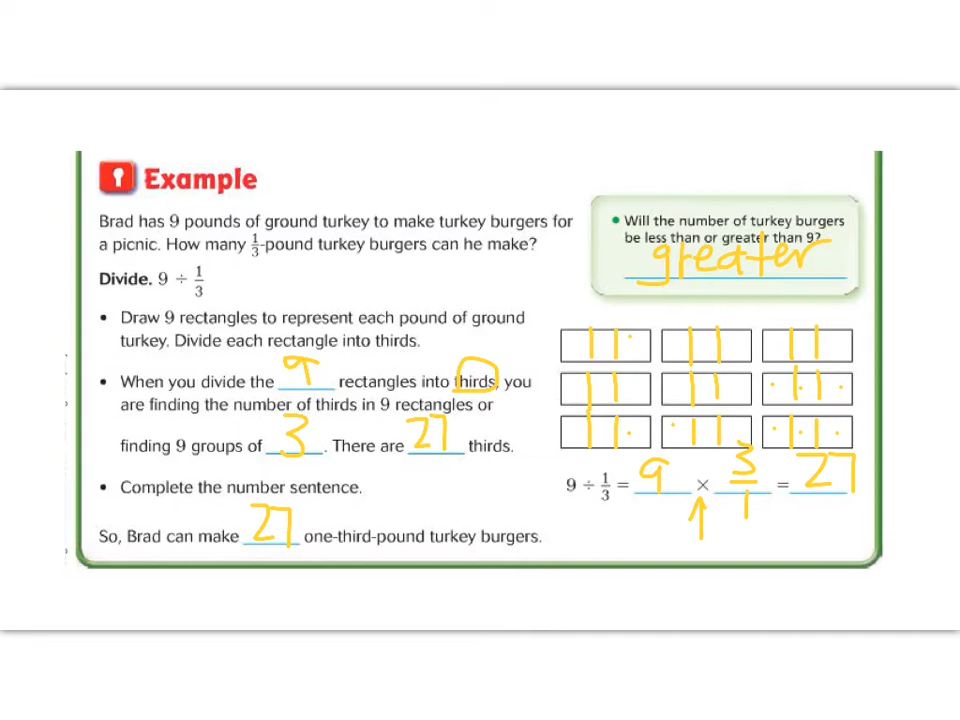 Example
Brad has 9 pounds of ground turkey to make turkey burgers for
a picnic. How many 1/3-pound turkey burgers can he make?
Divide. 9 ÷ 1/3
• Draw 9 rectangles to represent each pound of ground
turkey. Divide each rectangle into thirds.
• When you divide the 9 rectangles into thirds, you
are finding the number of thirds in 9 rectangles or
finding 9 groups of 3. There are 27 thirds.
• Complete the number sentence.
So, Brad can make 27 one-third-pound turkey burgers.
• Will the number of turkey burgers
be less than or greater than 9?
greater
9 ÷ 1/3 = 9 × 3/1 = 27